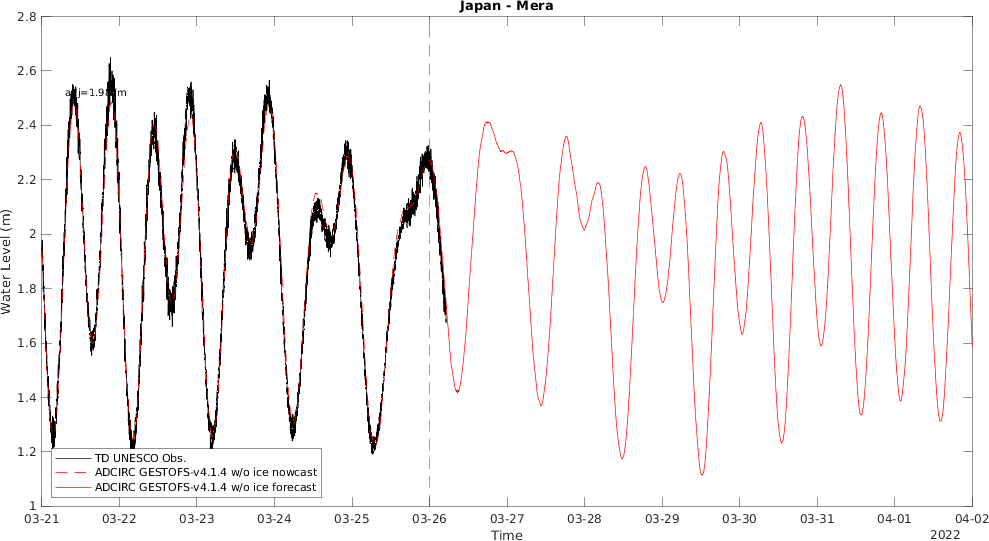 Japan - Mera
Water Level (m)
2.8
2.6
2.4
2.2
2
1.8
1.6
1.4
1.2
1
TD UNESCO Obs.
ADCIRC GESTOFS-v4.1.4 w/o ice nowcast
ADCIRC GESTOFS-v4.1.4 w/o ice forecast
03-21 03-22 03-23 03-24 03-25 03-26 03-27 03-28 03-29 03-30 03-31 04-01 04-02
Time
2022